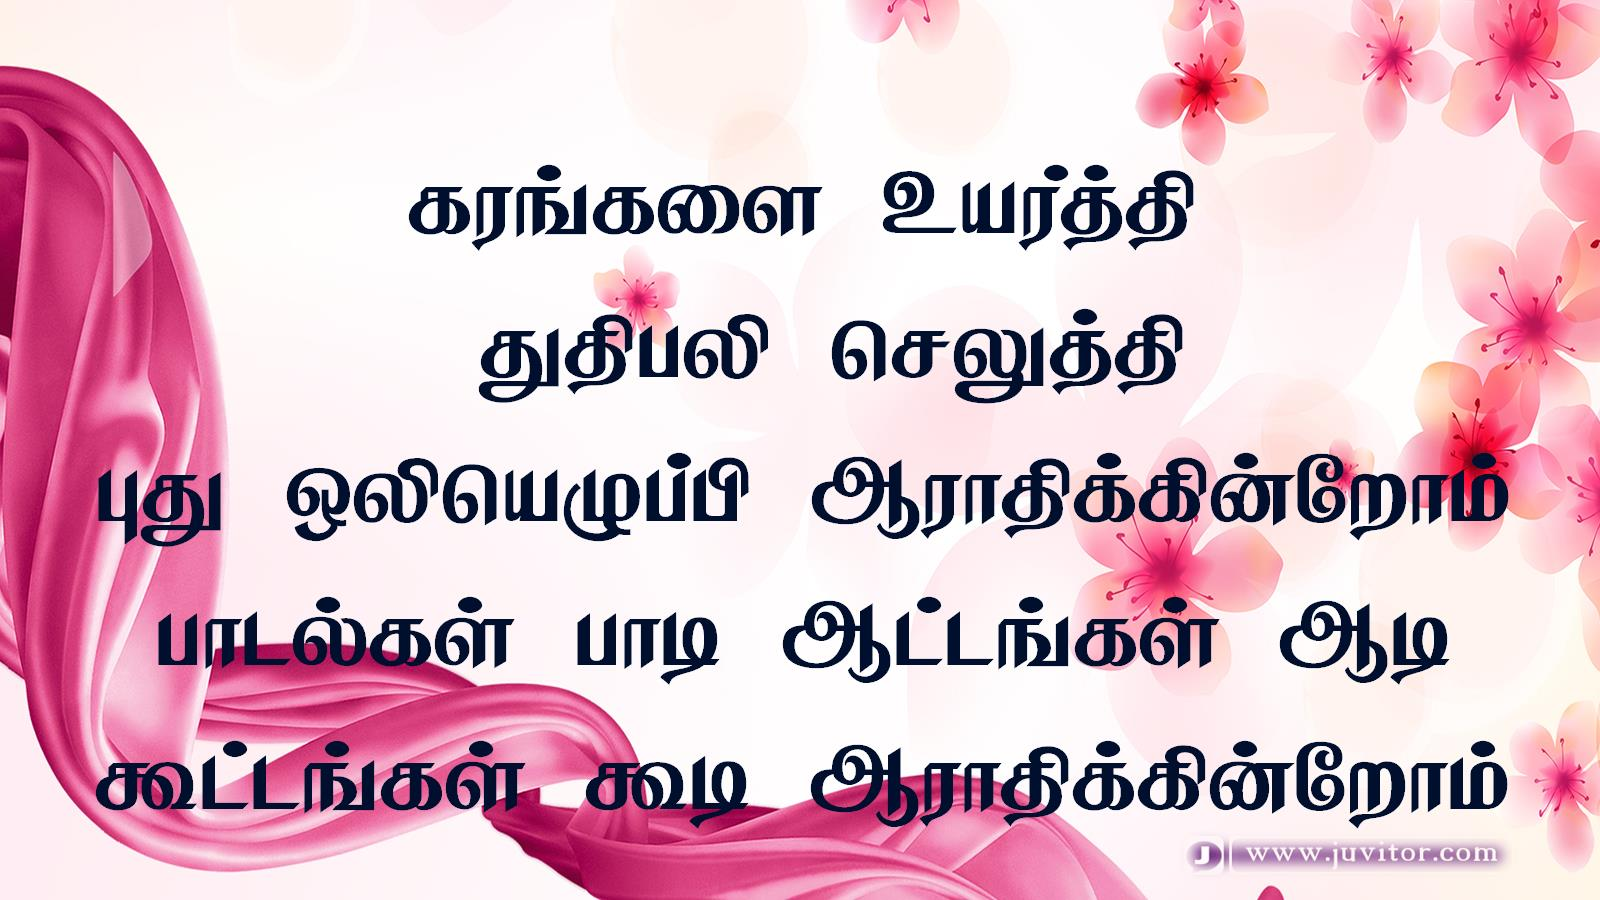 கரங்களை உயர்த்தி
துதிபலி செலுத்தி
புது ஒலியெழுப்பி ஆராதிக்கின்றோம்
பாடல்கள் பாடி ஆட்டங்கள் ஆடி
கூட்டங்கள் கூடி ஆராதிக்கின்றோம்
J www.juvitor.com